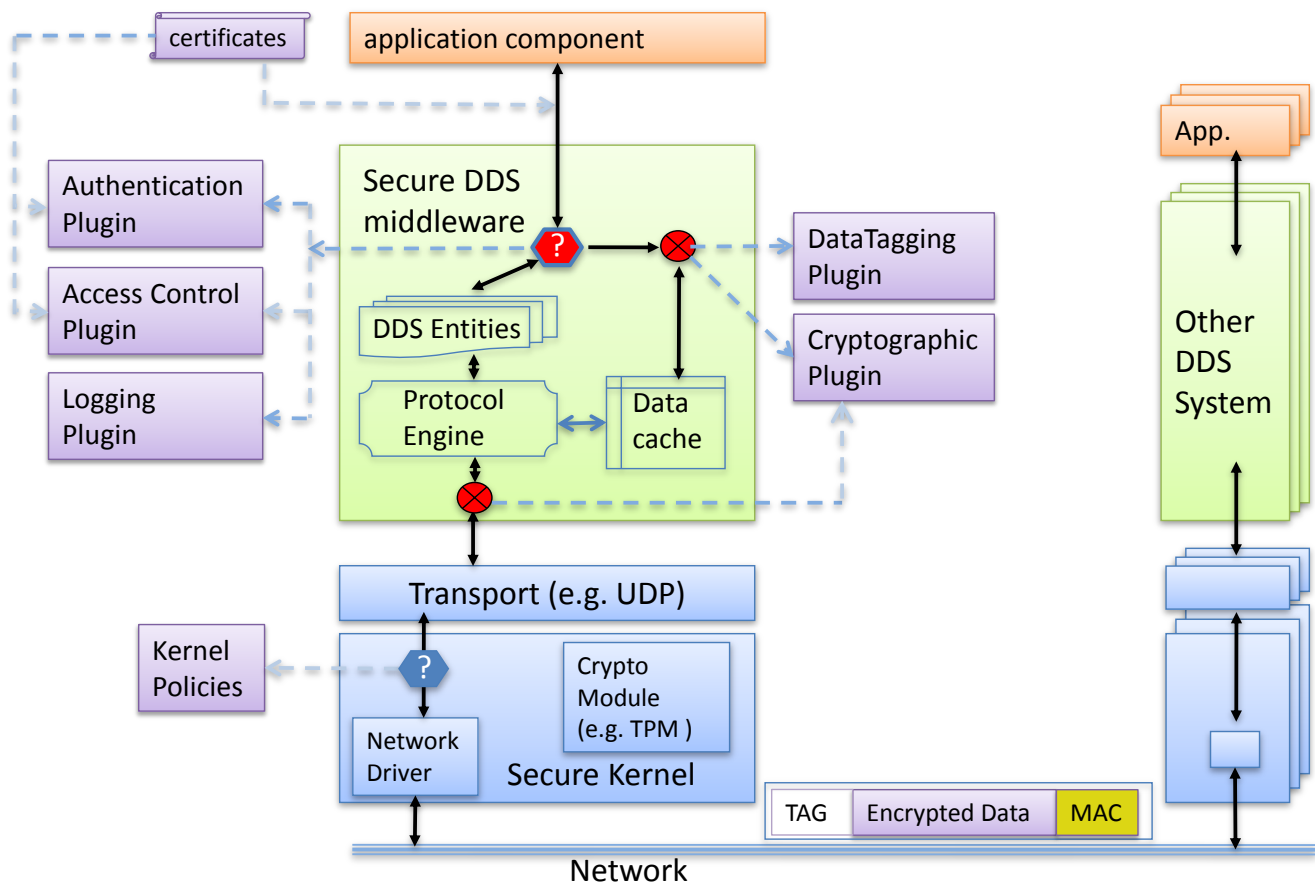 certificates
application component
App.
Authentication
Plugin
Secure DDS
middleware
?
DataTagging
Plugin
Access Control
Plugin
DDS Entities
Cryptographic
Plugin
Other
DDS
System
Logging
Plugin
Protocol
Engine
Data
cache
Transport (e.g. UDP)
Kernel
Policies
?
Crypto
Module
(e.g. TPM )
Network
Driver
Secure Kernel
TAG
Encrypted Data
MAC
Network